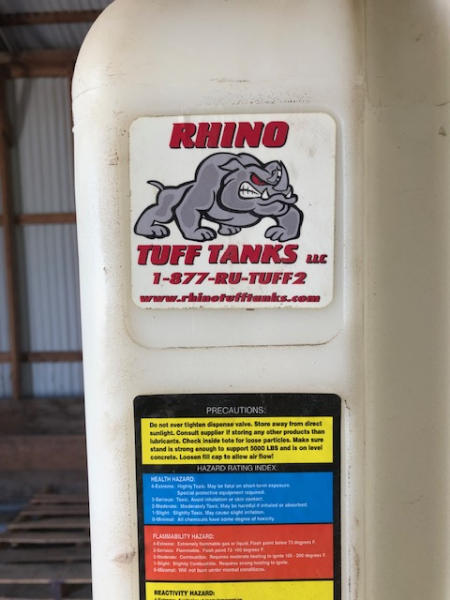 RHINO
TUFF TANKS LLC
1-877-RU-TUFF2
www.rhinotufftanks.com
PRECAUTIONS:
Do not ever tighten dispense valve. Store away from direct
sunlight. Consult supplier if storing any other products than
lubricants. Check inside tote for loose particles. Make sure
stand is strong enough to support 5000 LBS and is on level
concrete. Loosen fill cap to allow air flow!
HAZARD RATING INDEX:
HEALTH HAZARD:
4-Extreme: Highly Toxic. May be fatal on short-term exposure.
Special protective equipment required.
3-Serious: Toxic. Avoid inhalation or skin contact.
2-Moderate: Moderately Toxic. May be harmful if inhaled or absorbed.
1-Slight: Slightly Toxic. May cause slight irritation.
0-Minimal: All chemicals have some degree of toxicity.
FLAMMABILITY HAZARD:
4-Extreme: Extremely flammable gas or liquid. Flash point below 73 degrees F.
3-Serious: Flammable. Flash point 73 -100 degrees F.
2-Moderate: Combustible. Requires moderate heating to ignite 100 - 200 degrees F.
1-Slight: Slightly Combustible. Requires strong heating to ignite.
0-Minimal: Will not burn under normal conditions.
REACTIVITY HAZARD: